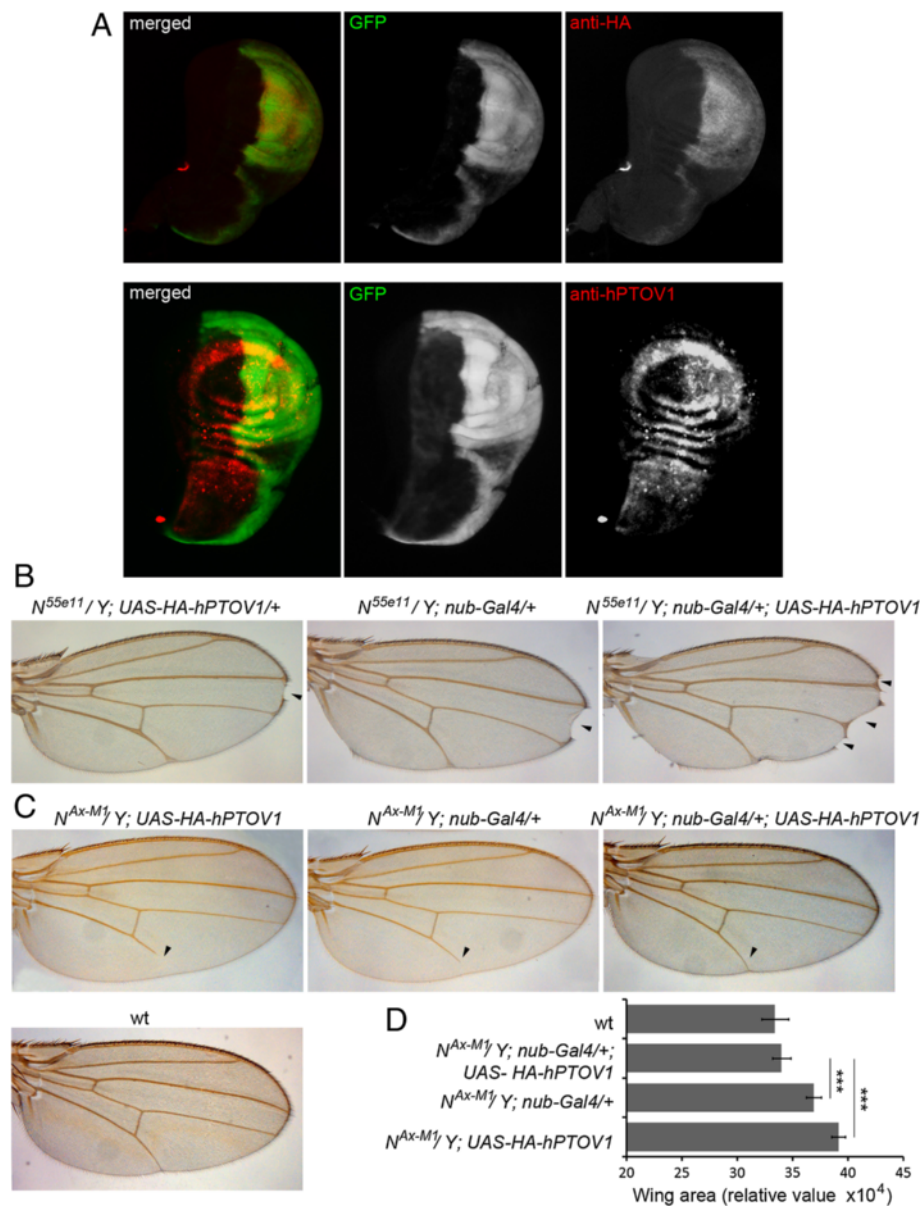 A
merged
GFP
anti-HA
merged
GFP
anti-hPTOV1
B
N55e11/ Y; UAS-HA-hPTOV1/+
N55e11/ Y; nub-Gal4/+
N55e11/ Y; nub-Gal4/+; UAS-HA-hPTOV1
C
NAx-M1/ Y; UAS-HA-hPTOV1
NAx-M1/ Y; nub-Gal4/+
NAx-M1/ Y; nub-Gal4/+; UAS-HA-hPTOV1
wt
D
wt
NAx-M1/ Y; nub-Gal4/+;
UAS- HA-hPTOV1
NAx-M1/ Y; nub-Gal4/+
NAx-M1/ Y; UAS-HA-hPTOV1
***
***
20 30 35 40 45
Wing area (relative value x104)